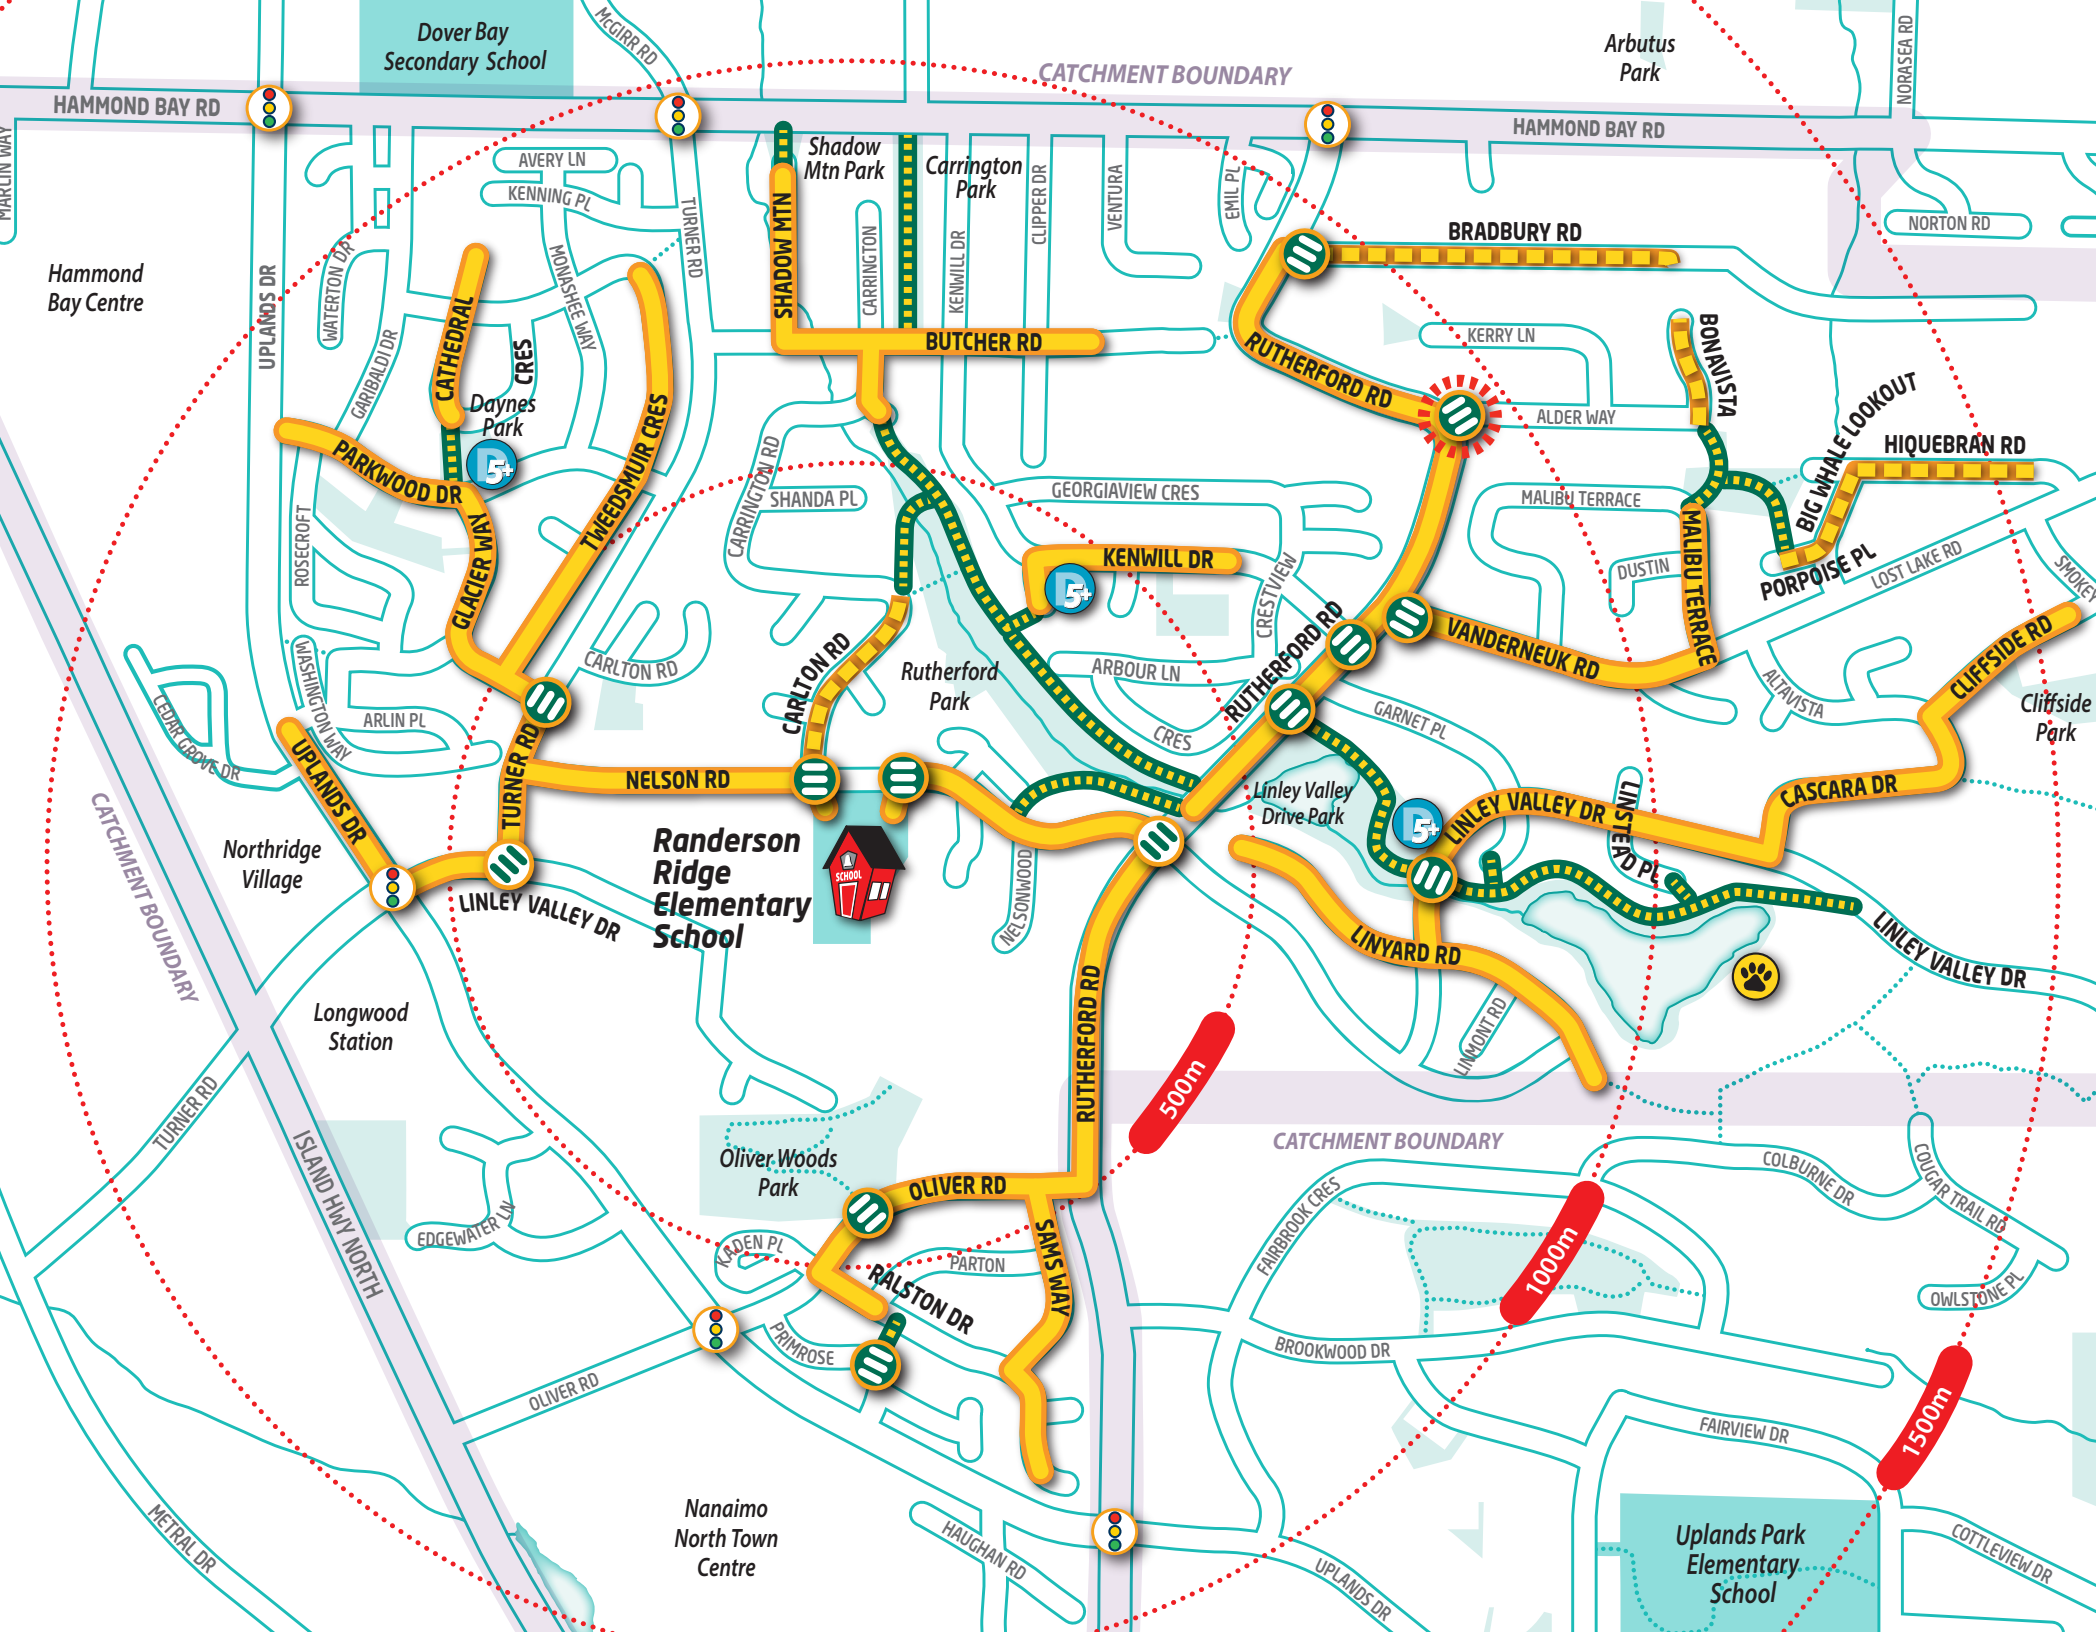 Dover Bay
Secondary School
McGIRR RD
CATCHMENT BOUNDARY
Arbutus
Park
NORASEA RD
HAMMOND BAY RD
HAMMOND BAY RD
MARLIN WAY
AVERY LN
KENNING PL
Shadow
Mtn Park
Carrington
Park
CLIPPER DR
VENTURA
EMIL PL
NORTON RD
BRADBURY RD
Hammond
Bay Centre
UPLANDS DR
WATERTON DR
GARIBALDI DR
CATHEDRAL
CRES
MONASHEE WAY
TURNER RD
SHADOW MTN
CARRINGTON
KENWILL DR
BUTCHER RD
RUTHERFORD RD
KERRY LN
BONAVISTA
ALDER WAY
BIG WHALE LOOKOUT
HIQUEBRAN RD
Daynes
Park
5+
PARKWOOD DR
TWEEDSMUIR CRES
CARRINGTON RD
SHANDA PL
GEORGIAVIEW CRES
MALIBU TERRACE
MALIBU TERRACE
DUSTIN
PORPOISE PL
LOST LAKE RD
SMOKEY
ROSECROFT
GLACIER WAY
KENWILL DR
5+
CRESTVIEW
CRES
VANDERNEUK RD
CLIFFSIDE RD
Cliffside
Park
CARLTON RD
CARLTON RD
Rutherford
Park
ARBOUR LN
RUTHERFORD RD
GARNET PL
ALTAVISTA
WASHINGTON WAY
ARLIN PL
CEDAR GROVE DR
UPLANDS DR
TURNER RD
NELSON RD
Linley Valley
Drive Park
5+
LINLEY VALLEY DR
LINSTEAD PL
CASCARA DR
CATCHMENT BOUNDARY
Northridge
Village
LINLEY VALLEY DR
Randerson
Ridge
Elementary
School
SCHOOL
NELSONWOOD
LINYARD RD
LINLEY VALLEY DR
LINMONT RD
Longwood
Station
RUTHERFORD RD
500m
TURNER RD
ISLAND HWY NORTH
CATCHMENT BOUNDARY
Oliver Woods
Park
OLIVER RD
COLBURNE DR
COUGAR TRAIL RD
EDGEWATER LN
KADEN PL
PARTON
SAMS WAY
FAIRBROOK CRES
1000m
OWLSTONE PL
RALSTON DR
PRIMROSE
BROOKWOOD DR
OLIVER RD
1500m
FAIRVIEW DR
METRAL DR
Nanaimo
North Town
Centre
HAUGHAN RD
UPLANDS DR
Uplands Park
Elementary
School
COTTLEVIEW DR